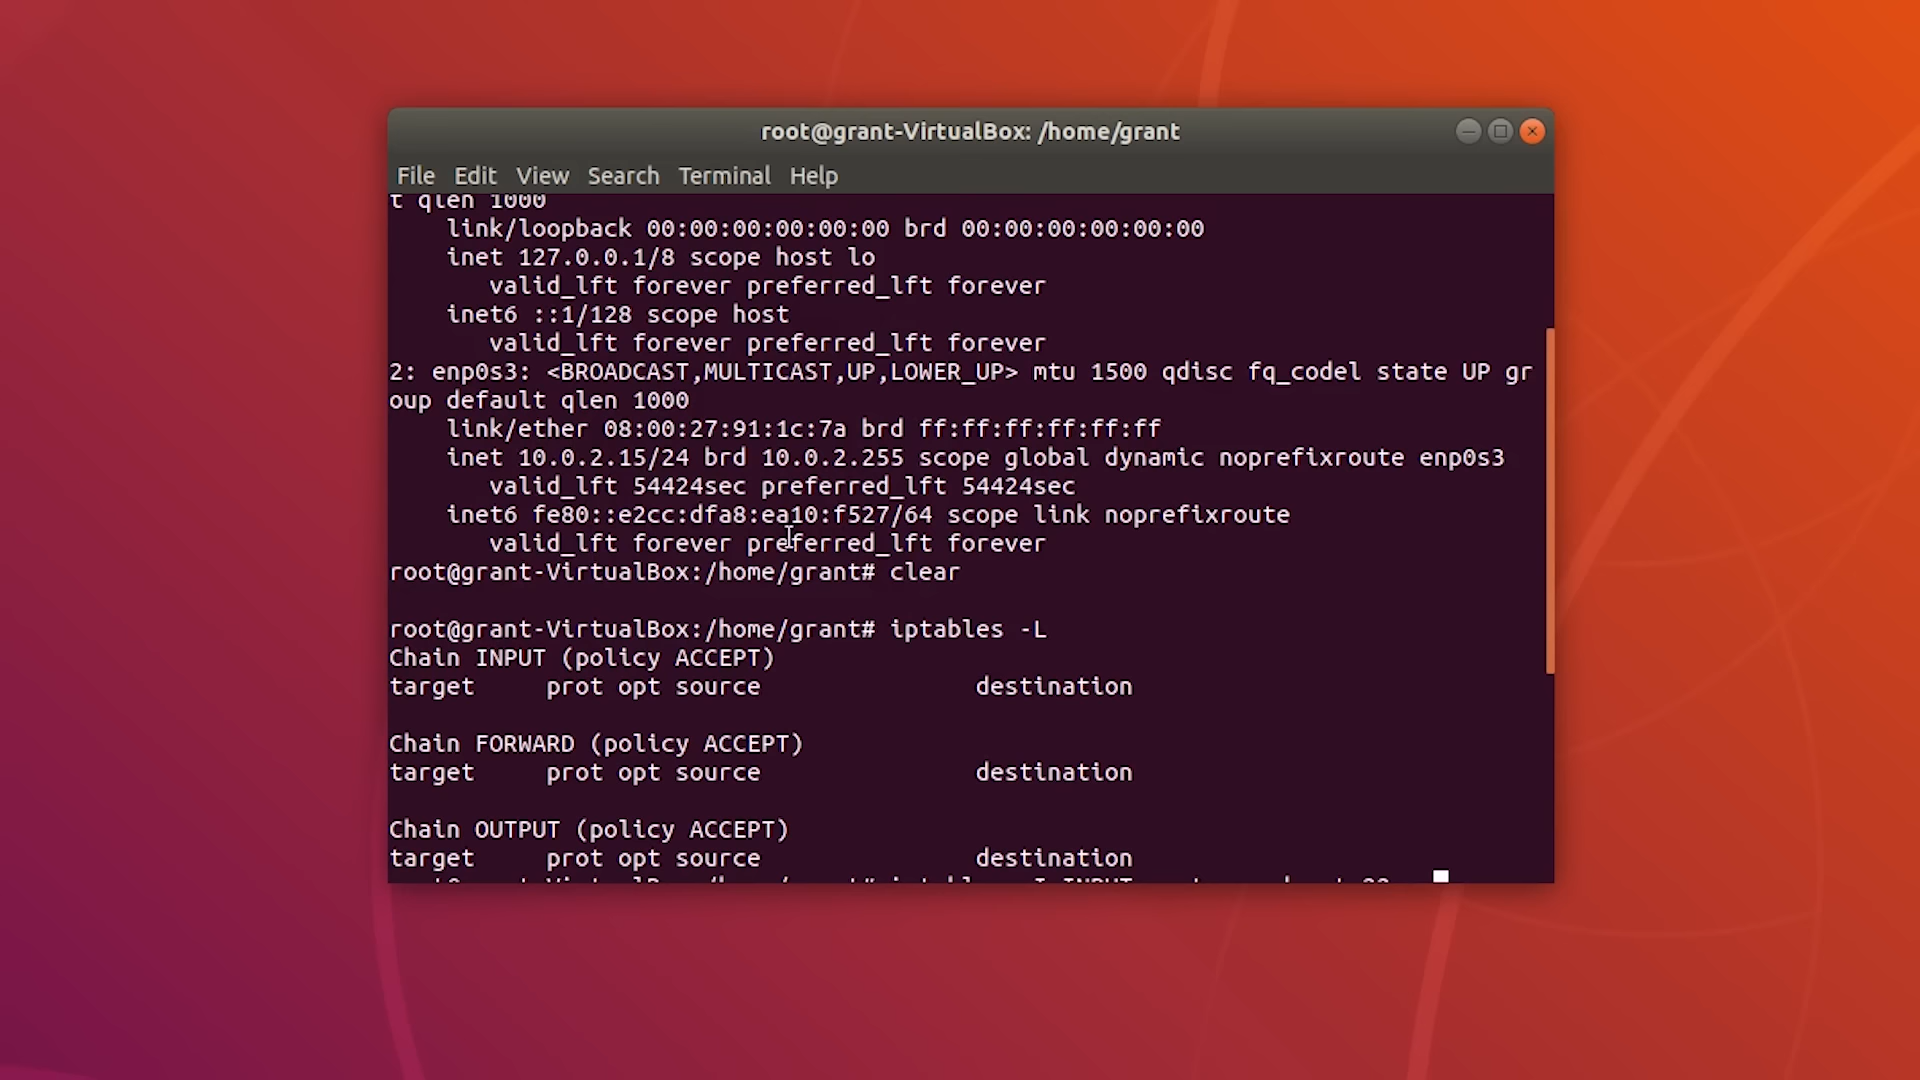 root@grant-VirtualBox: /home/grant
File Edit View Search Terminal Help
t qlen 1000
    link/loopback 00:00:00:00:00:00 brd 00:00:00:00:00:00
    inet 127.0.0.1/8 scope host lo
       valid_lft forever preferred_lft forever
    inet6 ::1/128 scope host
       valid_lft forever preferred_lft forever
2: enp0s3: <BROADCAST,MULTICAST,UP,LOWER_UP> mtu 1500 qdisc fq_codel state UP gr
oup default qlen 1000
    link/ether 08:00:27:91:1c:7a brd ff:ff:ff:ff:ff:ff
    inet 10.0.2.15/24 brd 10.0.2.255 scope global dynamic noprefixroute enp0s3
       valid_lft 54424sec preferred_lft 54424sec
    inet6 fe80::e2cc:dfa8:ea10:f527/64 scope link noprefixroute
       valid_lft forever preferred_lft forever
root@grant-VirtualBox:/home/grant# clear
root@grant-VirtualBox:/home/grant# iptables -L
Chain INPUT (policy ACCEPT)
target     prot opt source               destination
Chain FORWARD (policy ACCEPT)
target     prot opt source               destination
Chain OUTPUT (policy ACCEPT)
target     prot opt source               destination